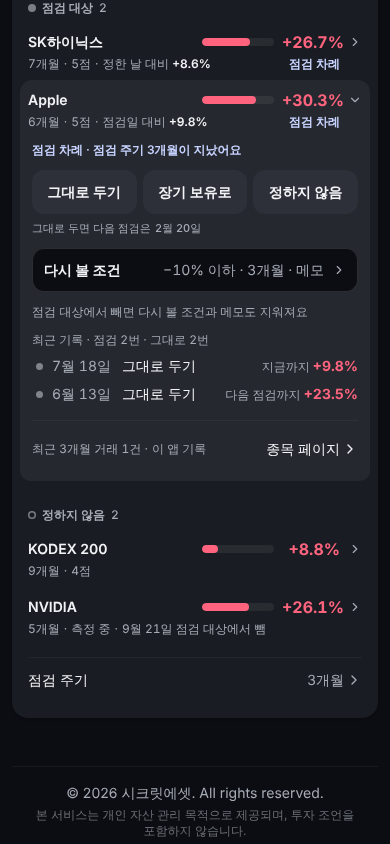 점검 대상 2
SK하이닉스 +26.7%
7개월 · 5점 · 정한 날 대비 +8.6% 점검 차례
Apple +30.3%
6개월 · 5점 · 점검일 대비 +9.8% 점검 차례
점검 차례 · 점검 주기 3개월이 지났어요
그대로 두기 장기 보유로 정하지 않음
그대로 두면 다음 점검은 2월 20일
다시 볼 조건 −10% 이하 · 3개월 · 메모
점검 대상에서 빼면 다시 볼 조건과 메모도 지워져요
최근 기록 · 점검 2번 · 그대로 2번
7월 18일 그대로 두기 지금까지 +9.8%
6월 13일 그대로 두기 다음 점검까지 +23.5%
최근 3개월 거래 1건 · 이 앱 기록 종목 페이지
정하지 않음 2
KODEX 200 +8.8%
9개월 · 4점
NVIDIA +26.1%
5개월 · 측정 중 · 9월 21일 점검 대상에서 뺌
점검 주기 3개월
© 2026 시크릿에셋. All rights reserved.
본 서비스는 개인 자산 관리 목적으로 제공되며, 투자 조언을
포함하지 않습니다.